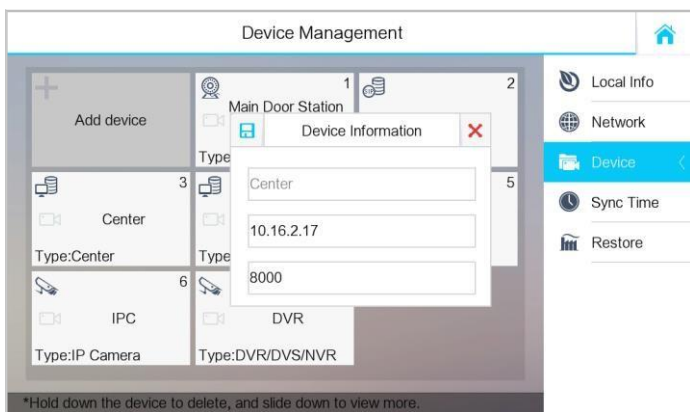 Device Management
Add device
1
Main Door Station
Type
2
3
Center
Type:Center
Type
5
6
IPC
Type:IP Camera
DVR
Type:DVR/DVS/NVR
Device Information
Center
10.16.2.17
8000
Local Info
Network
Device
Sync Time
Restore
*Hold down the device to delete, and slide down to view more.